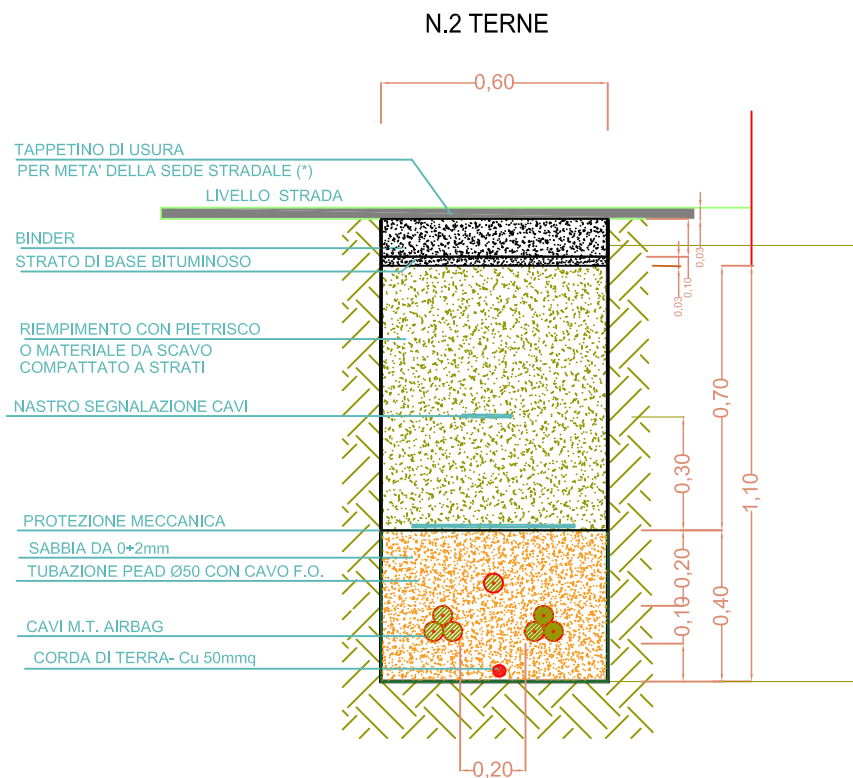 N.2 TERNE
0,60
TAPPETINO DI USURA
PER META' DELLA SEDE STRADALE (*)
LIVELLO STRADA
BINDER
STRATO DI BASE BITUMINOSO
0,03
0,10
0,03
RIEMPIMENTO CON PIETRISCO
O MATERIALE DA SCAVO
COMPATTATO A STRATI
NASTRO SEGNALAZIONE CAVI
0,70
0,30
1,10
PROTEZIONE MECCANICA
SABBIA DA 0÷2mm
TUBAZIONE PEAD Ø50 CON CAVO F.O.
0,20
0,10
0,40
CAVI M.T. AIRBAG
CORDA DI TERRA- Cu 50mmq
0,20